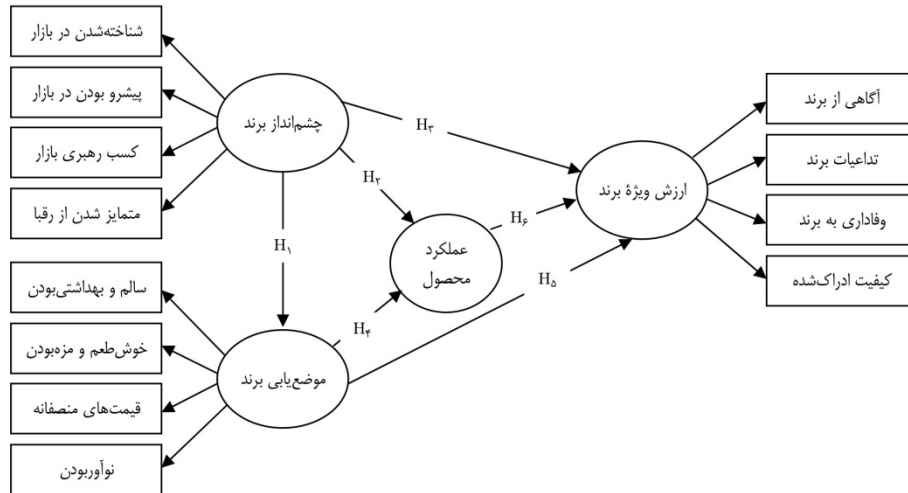 شناخته‌شدن در بازار
پیشرو بودن در بازار
کسب رهبری بازار
متمایز شدن از رقبا
چشم‌انداز برند
H۳
H۲
H۱
عملکرد
محصول
H۶
ارزش ویژۀ برند
آگاهی از برند
تداعیات برند
وفاداری به برند
کیفیت ادراک‌شده
سالم و بهداشتی‌بودن
خوش‌طعم و مزه‌بودن
قیمت‌های منصفانه
نوآوربودن
موضع‌یابی برند
H۴
H۵